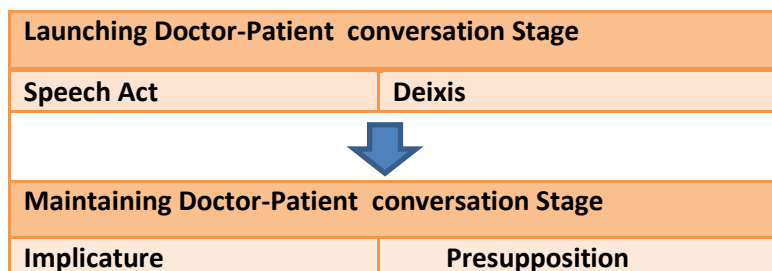 Launching Doctor-Patient conversation Stage
Speech Act Deixis
Maintaining Doctor-Patient conversation Stage
Implicature Presupposition